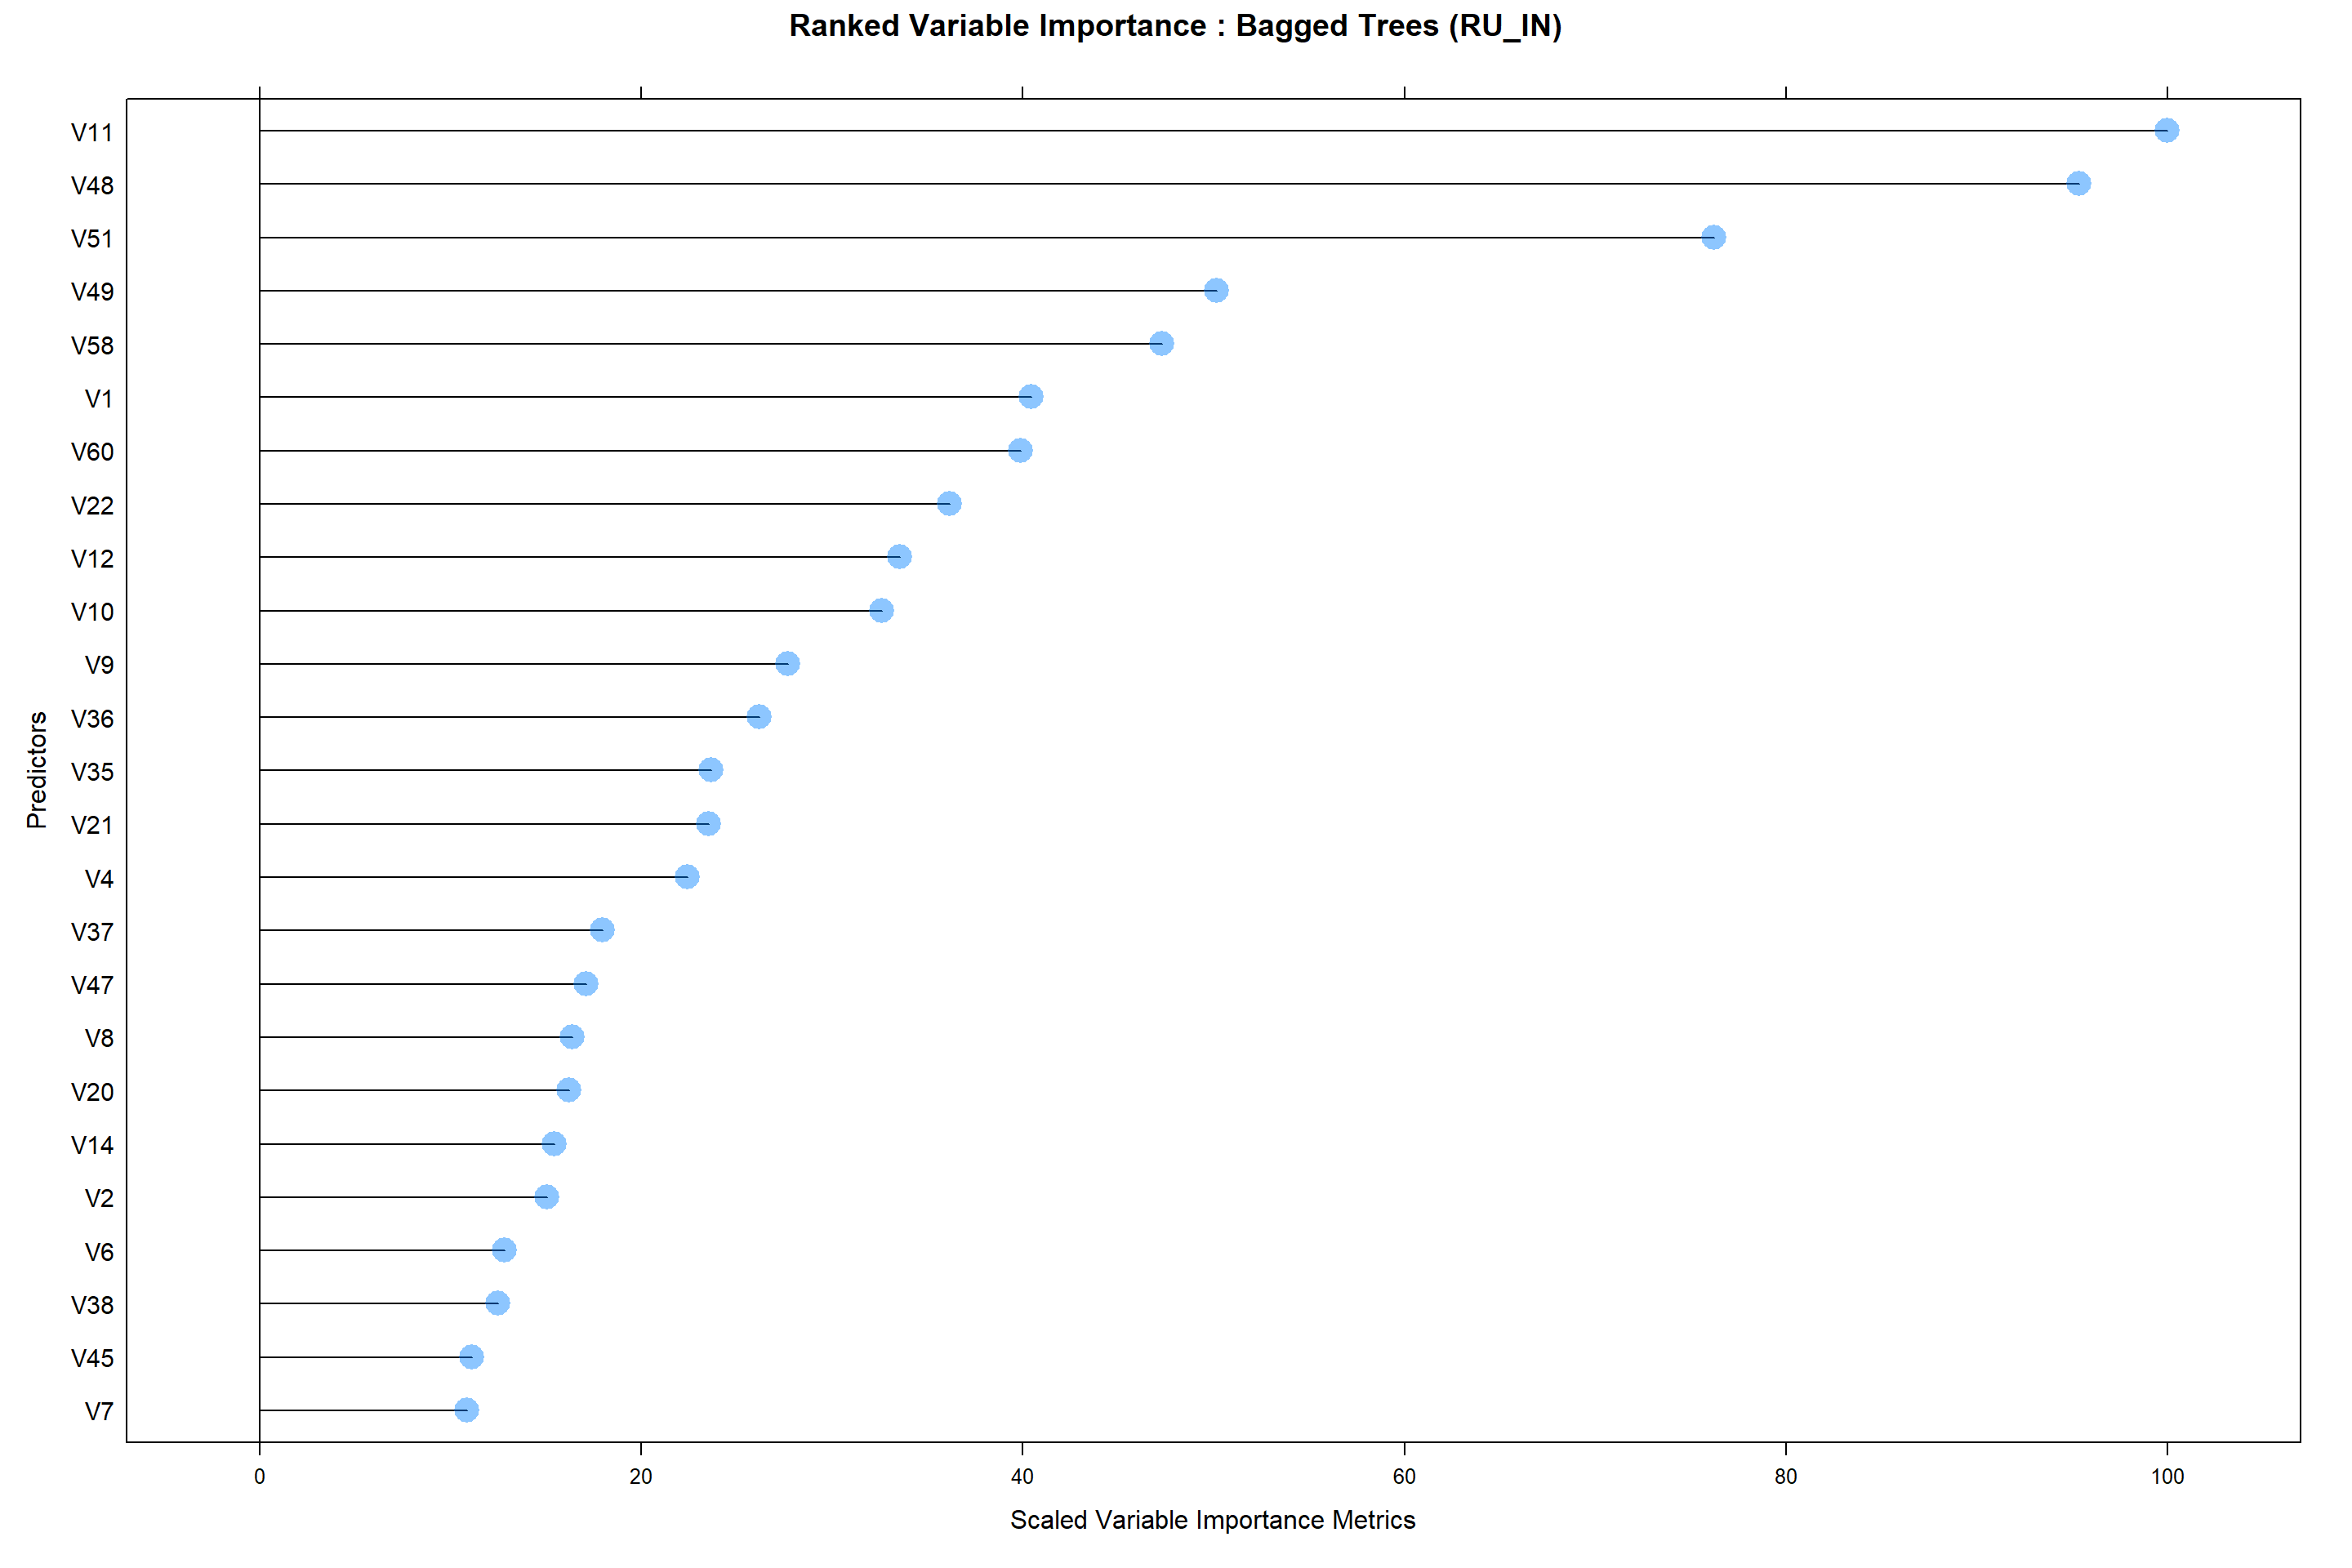 Ranked Variable Importance : Bagged Trees (RU_IN)
V11
V48
V51
V49
V58
V1
V60
V22
V12
V10
V9
V36
V35
V21
V4
V37
V47
V8
V20
V14
V2
V6
V38
V45
V7
Predictors
0 20 40 60 80 100
Scaled Variable Importance Metrics